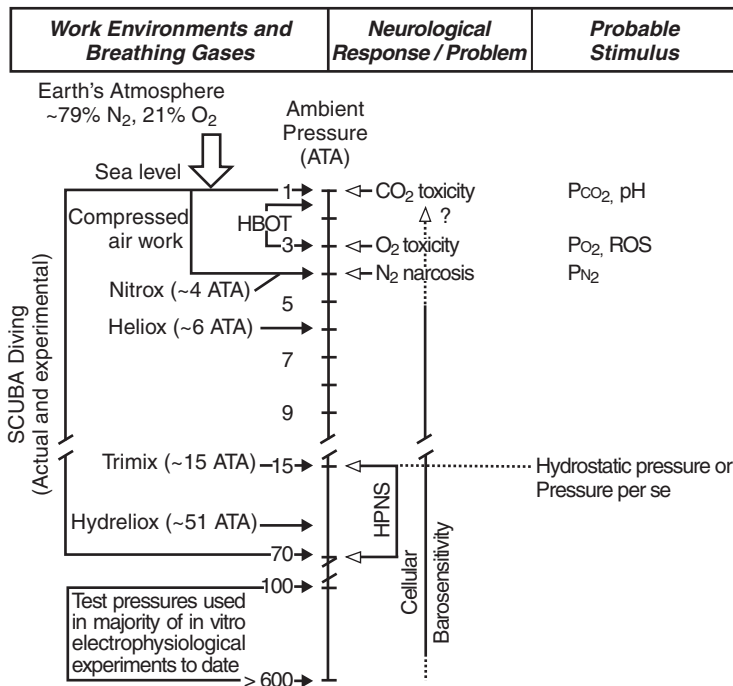 Work Environments and
Breathing Gases
Neurological
Response / Problem
Probable
Stimulus
Earth's Atmosphere
~79% N₂, 21% O₂
Ambient
Pressure
(ATA)
Sea level
1
CO₂ toxicity
PCO₂, pH
?
Compressed
air work
HBOT
3
O₂ toxicity
PO₂, ROS
N₂ narcosis
PN₂
Nitrox (~4 ATA)
5
Heliox (~6 ATA)
7
9
SCUBA Diving
(Actual and experimental)
Trimix (~15 ATA)
15
Hydrostatic pressure or
Pressure per se
HPNS
Hydreliox (~51 ATA)
70
Cellular
Barosensitivity
100
Test pressures used
in majority of in vitro
electrophysiological
experiments to date
> 600